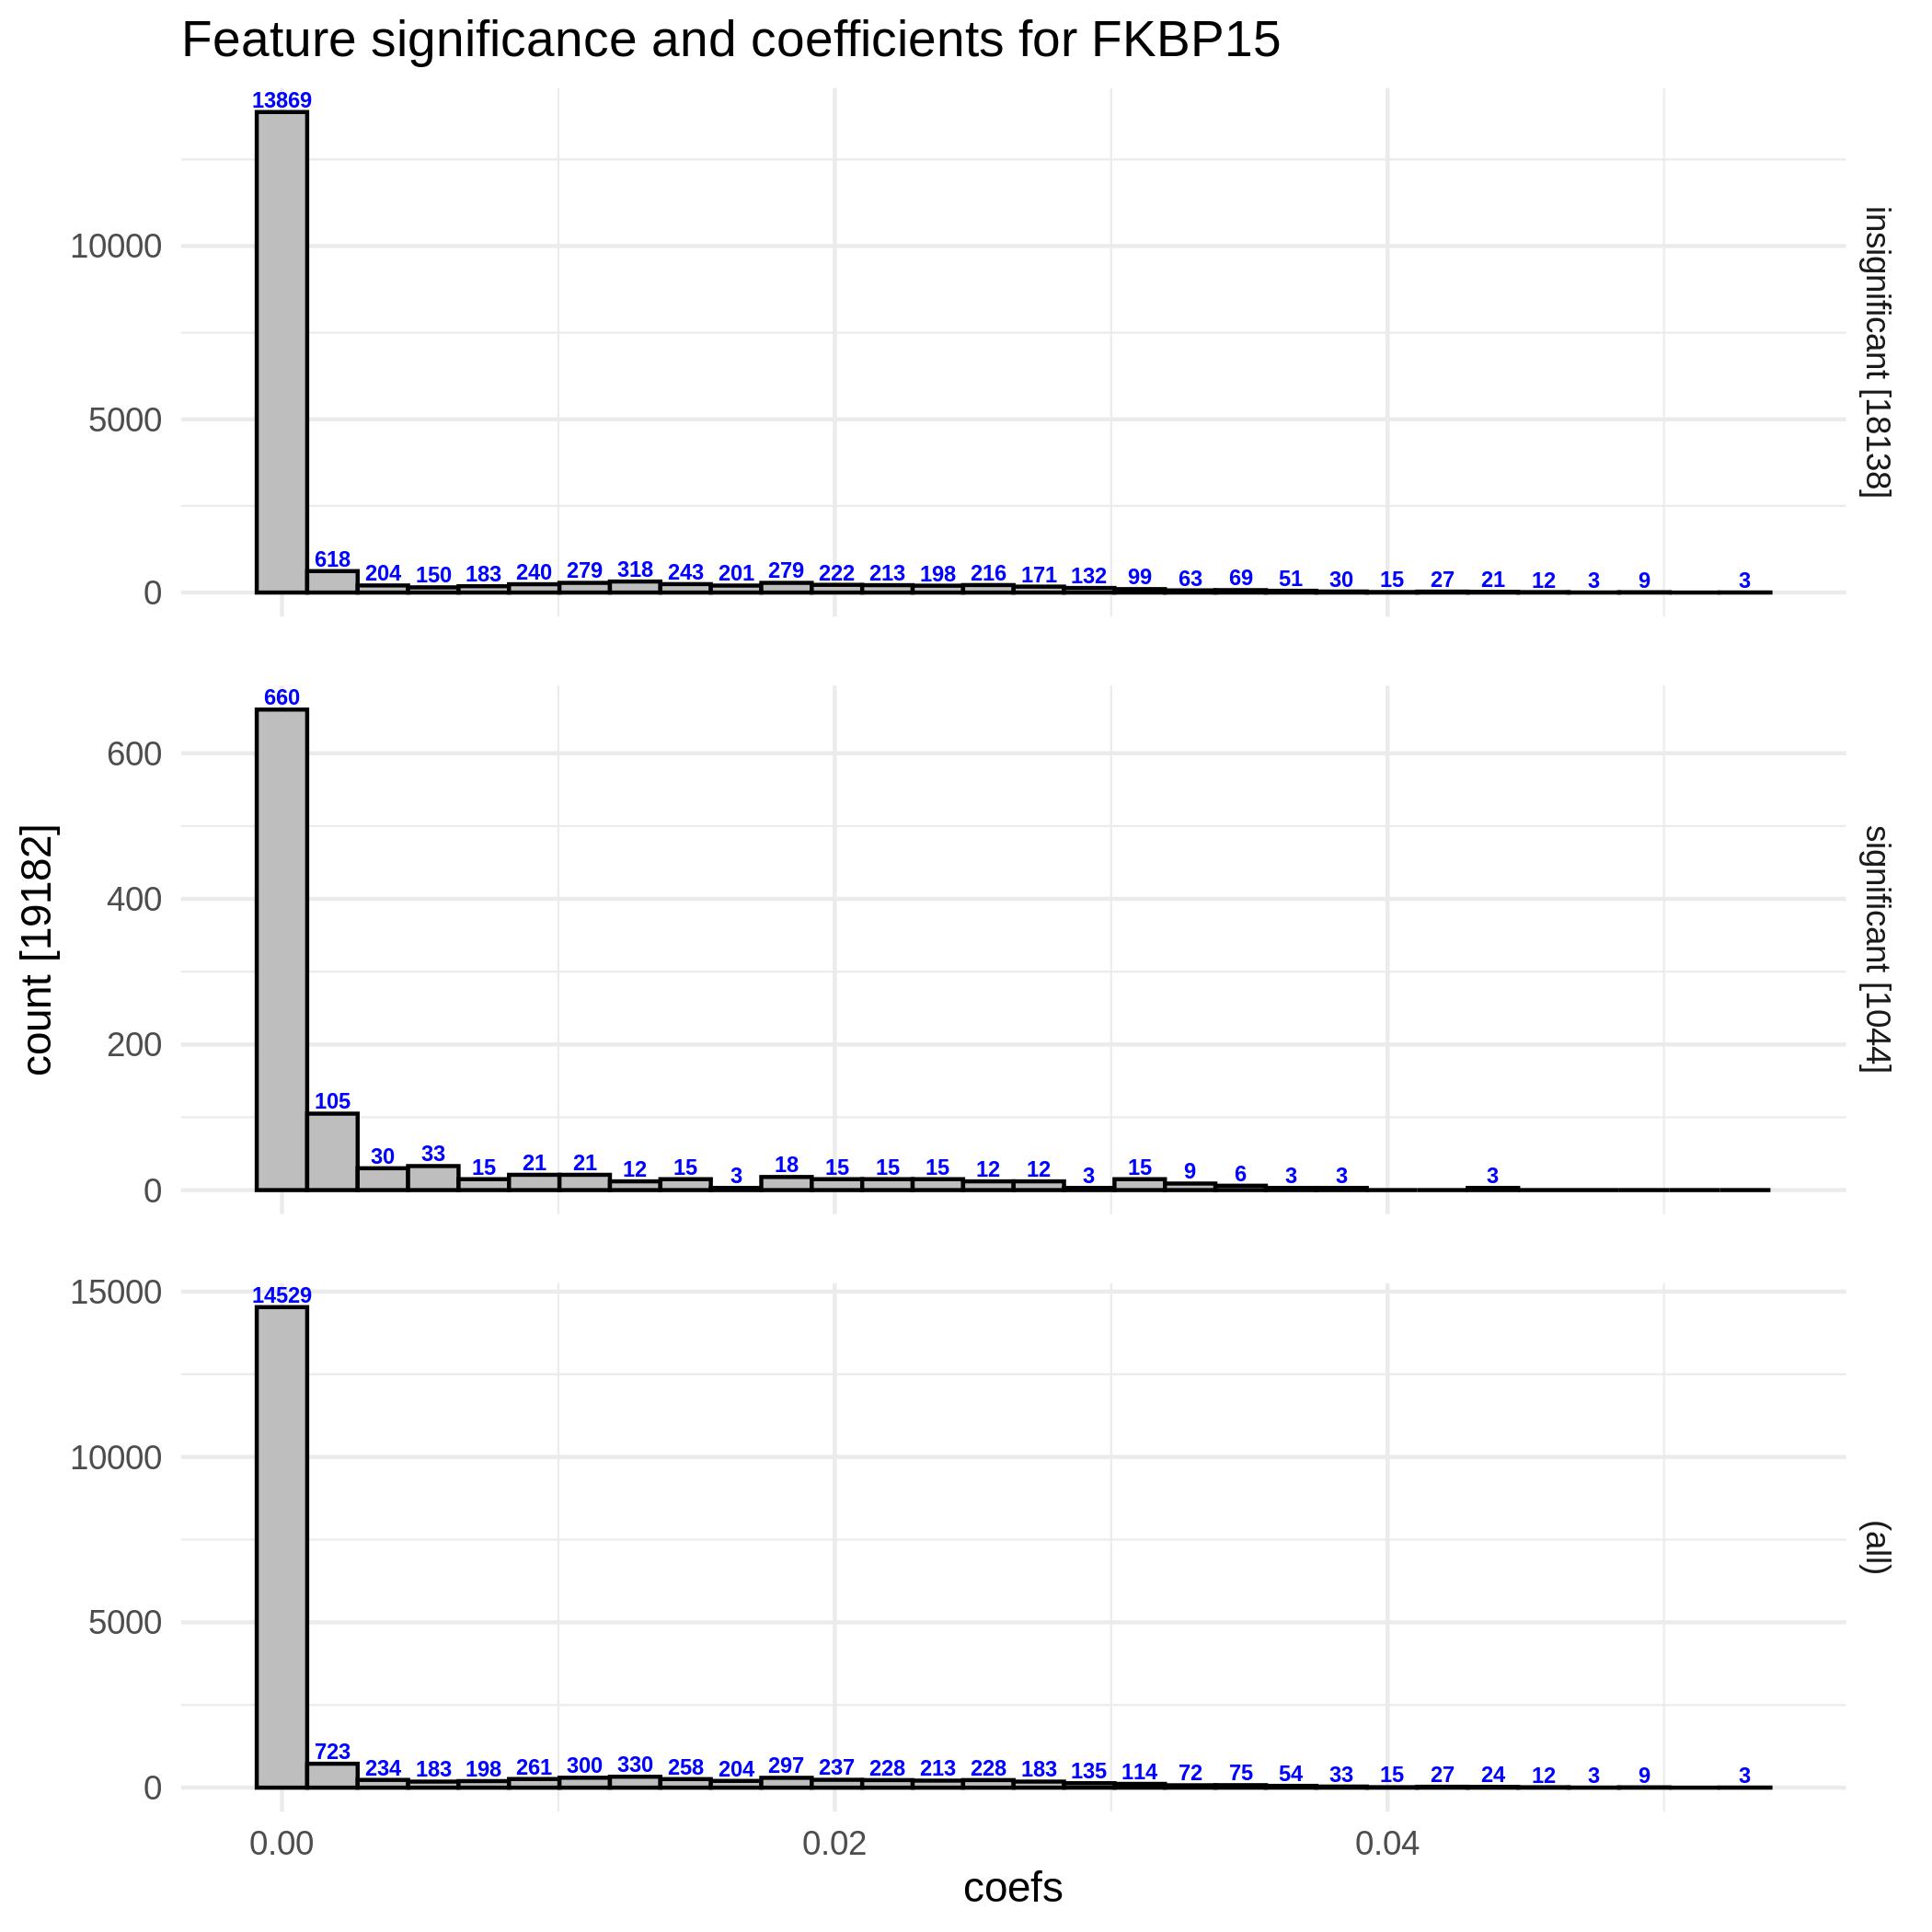 Feature significance and coefficients for FKBP15
13869
618 204 150 183 240 279 318 243 201 279 222 213 198 216 171 132 99 63 69 51 30 15 27 21 12 3 9 3
10000
5000
0
insignificant [18138]
660
105
30 33 15 21 21 12 15 3 18 15 15 15 12 12 3 15 9 6 3 3 3
600
400
200
0
significant [1044]
count [19182]
14529
723 234 183 198 261 300 330 258 204 297 237 228 213 228 183 135 114 72 75 54 33 15 27 24 12 3 9 3
15000
10000
5000
0
(all)
0.00 0.02 0.04
coefs